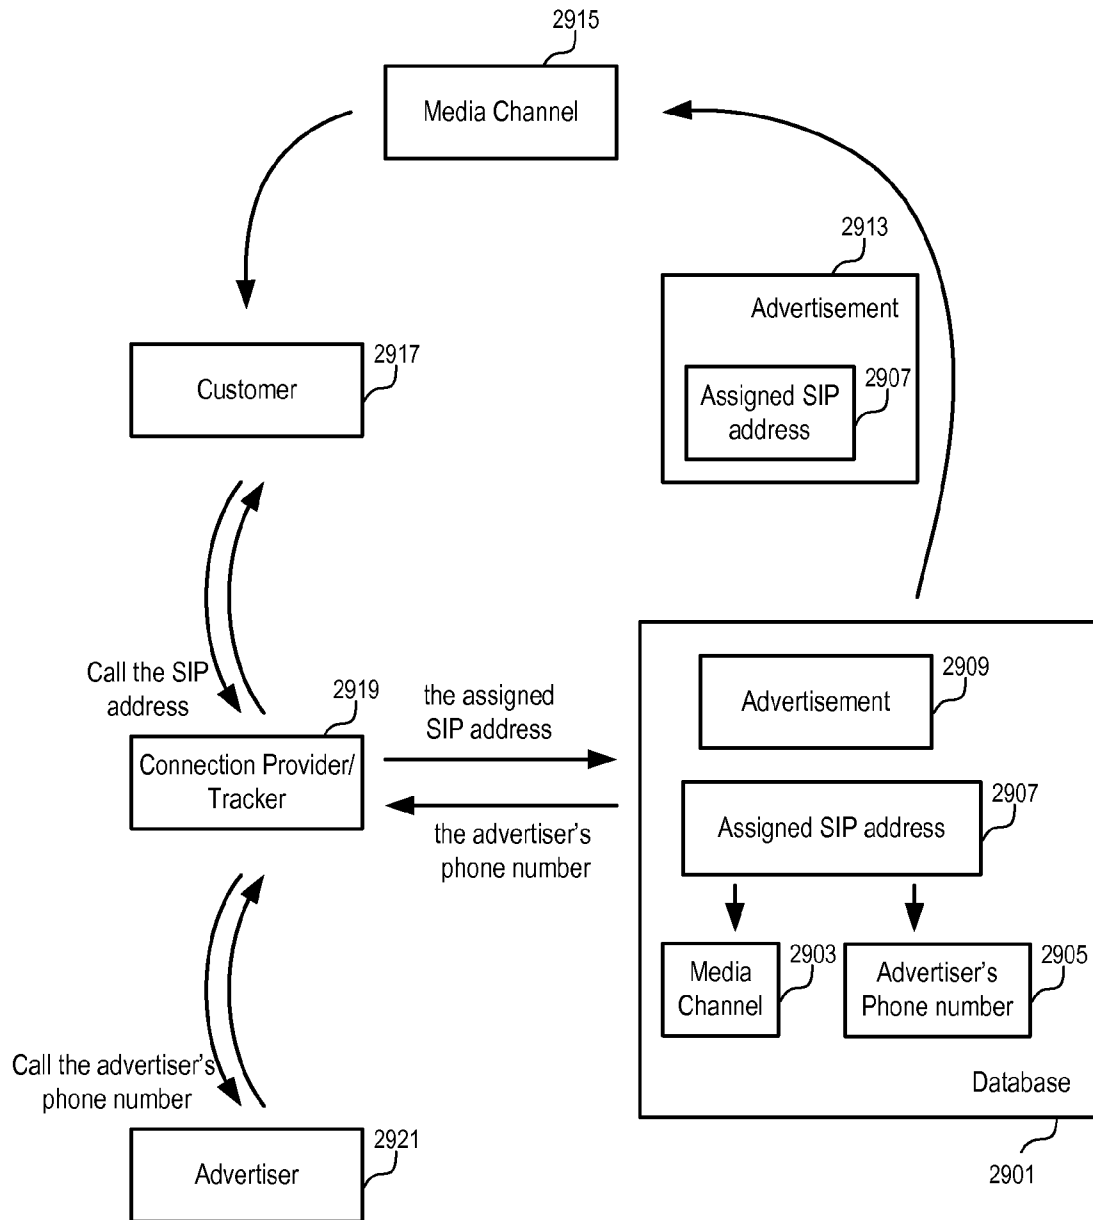 2915
Media Channel
2913
Advertisement
2907
Assigned SIP
address
2917
Customer
Call the SIP
address
2919
Connection Provider/
Tracker
the assigned
SIP address
the advertiser's
phone number
2909
Advertisement
2907
Assigned SIP address
2903
Media
Channel
2905
Advertiser's
Phone number
Database
2901
Call the advertiser's
phone number
2921
Advertiser